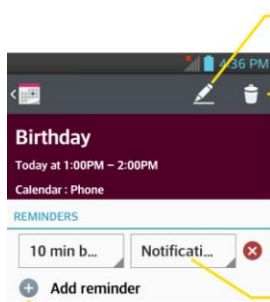 4:36 PM
Birthday
Today at 1:00PM – 2:00PM
Calendar : Phone
REMINDERS
10 min b... Notificati...
Add reminder